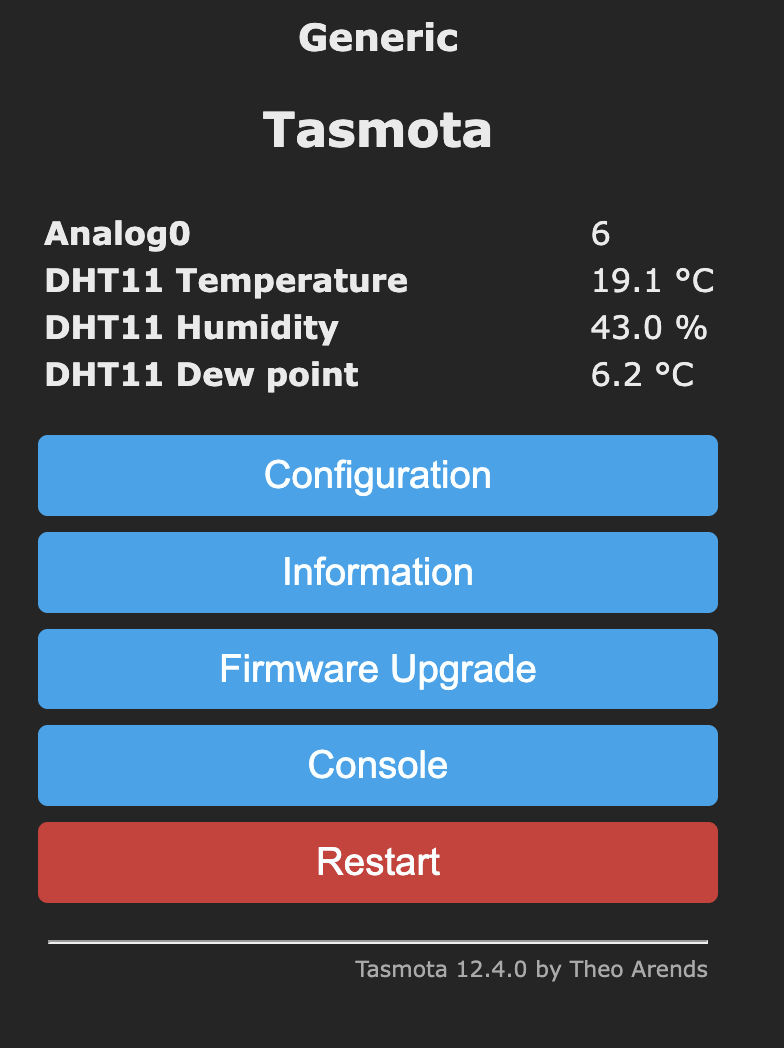 Generic
Tasmota
Analog0 6
DHT11 Temperature 19.1 °C
DHT11 Humidity 43.0 %
DHT11 Dew point 6.2 °C
Configuration
Information
Firmware Upgrade
Console
Restart
Tasmota 12.4.0 by Theo Arends